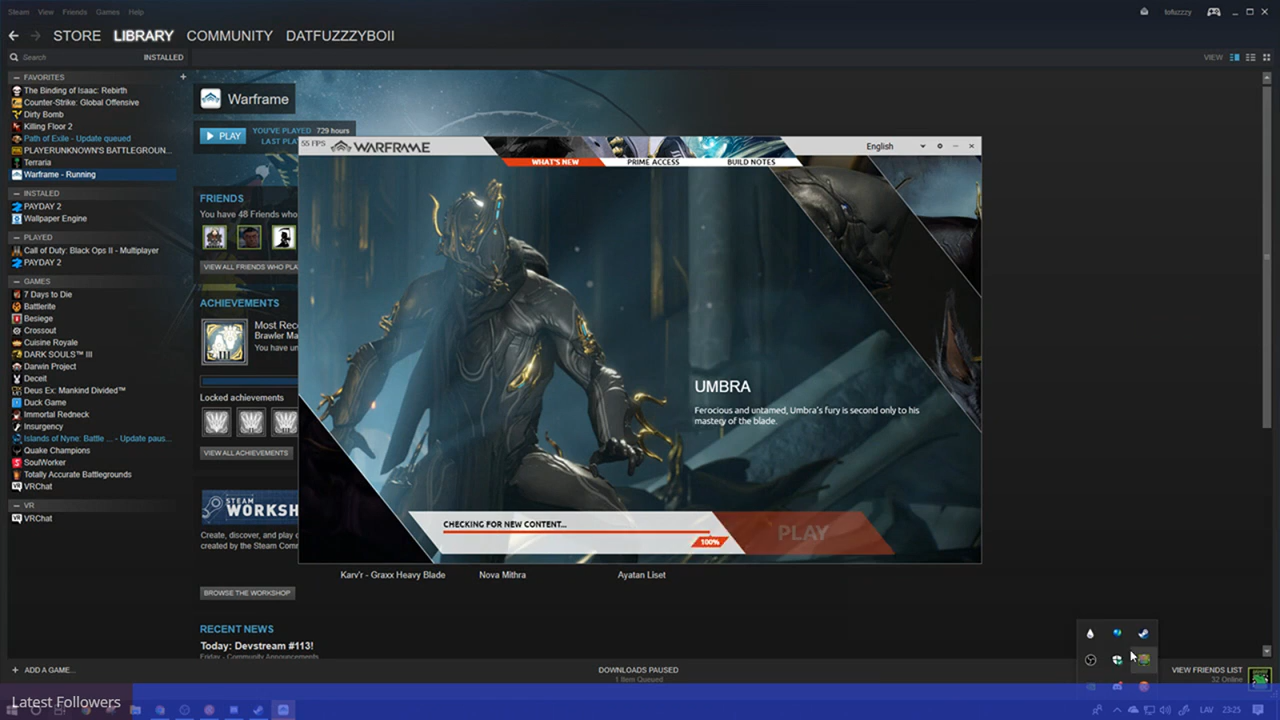 Steam View Friends Games Help
tofuzzzy
STORE LIBRARY COMMUNITY DATFUZZZYBOII
Search INSTALLED
VIEW
FAVORITES
The Binding of Isaac: Rebirth
Counter-Strike: Global Offensive
Dirty Bomb
Killing Floor 2
Path of Exile - Update queued
PLAYERUNKNOWN'S BATTLEGROUN...
Terraria
Warframe - Running
INSTALED
PAYDAY 2
Wallpaper Engine
PLAYED
Call of Duty: Black Ops II - Multiplayer
PAYDAY 2
GAMES
7 Days to Die
Battlerite
Besiege
Crossout
Cuisine Royale
DARK SOULS™ III
Darwin Project
Deceit
Deus Ex: Mankind Divided™
Duck Game
Immortal Redneck
Insurgency
Islands of Nyne: Battle ... - Update paus...
Quake Champions
SoulWorker
Totally Accurate Battlegrounds
VRChat
VR
VRChat
ADD A GAME...
Warframe
PLAY
YOU'VE PLAYED 729 hours
LAST PLA
FRIENDS
You have 48 Friends who
VIEW ALL FRIENDS WHO PLA
ACHIEVEMENTS
Most Rec
Brawler Ma
You have un
Locked achievements
VIEW ALL ACHIEVEMENTS
STEAM
WORKSH
Create, discover, and play c
created by the Steam Com
BROWSE THE WORKSHOP
RECENT NEWS
Today: Devstream #113!
Friday - Community Announcements
55 FPS
WARFRAME
English
WHAT'S NEW PRIME ACCESS BUILD NOTES
UMBRA
Ferocious and untamed, Umbra's fury is second only to his
mastery of the blade.
CHECKING FOR NEW CONTENT...
100%
PLAY
Karv'r - Graxx Heavy Blade Nova Mithra Ayatan Liset
DOWNLOADS PAUSED
1 Item Queued
VIEW FRIENDS LIST
32 Online
Latest Followers
LAV 23:25